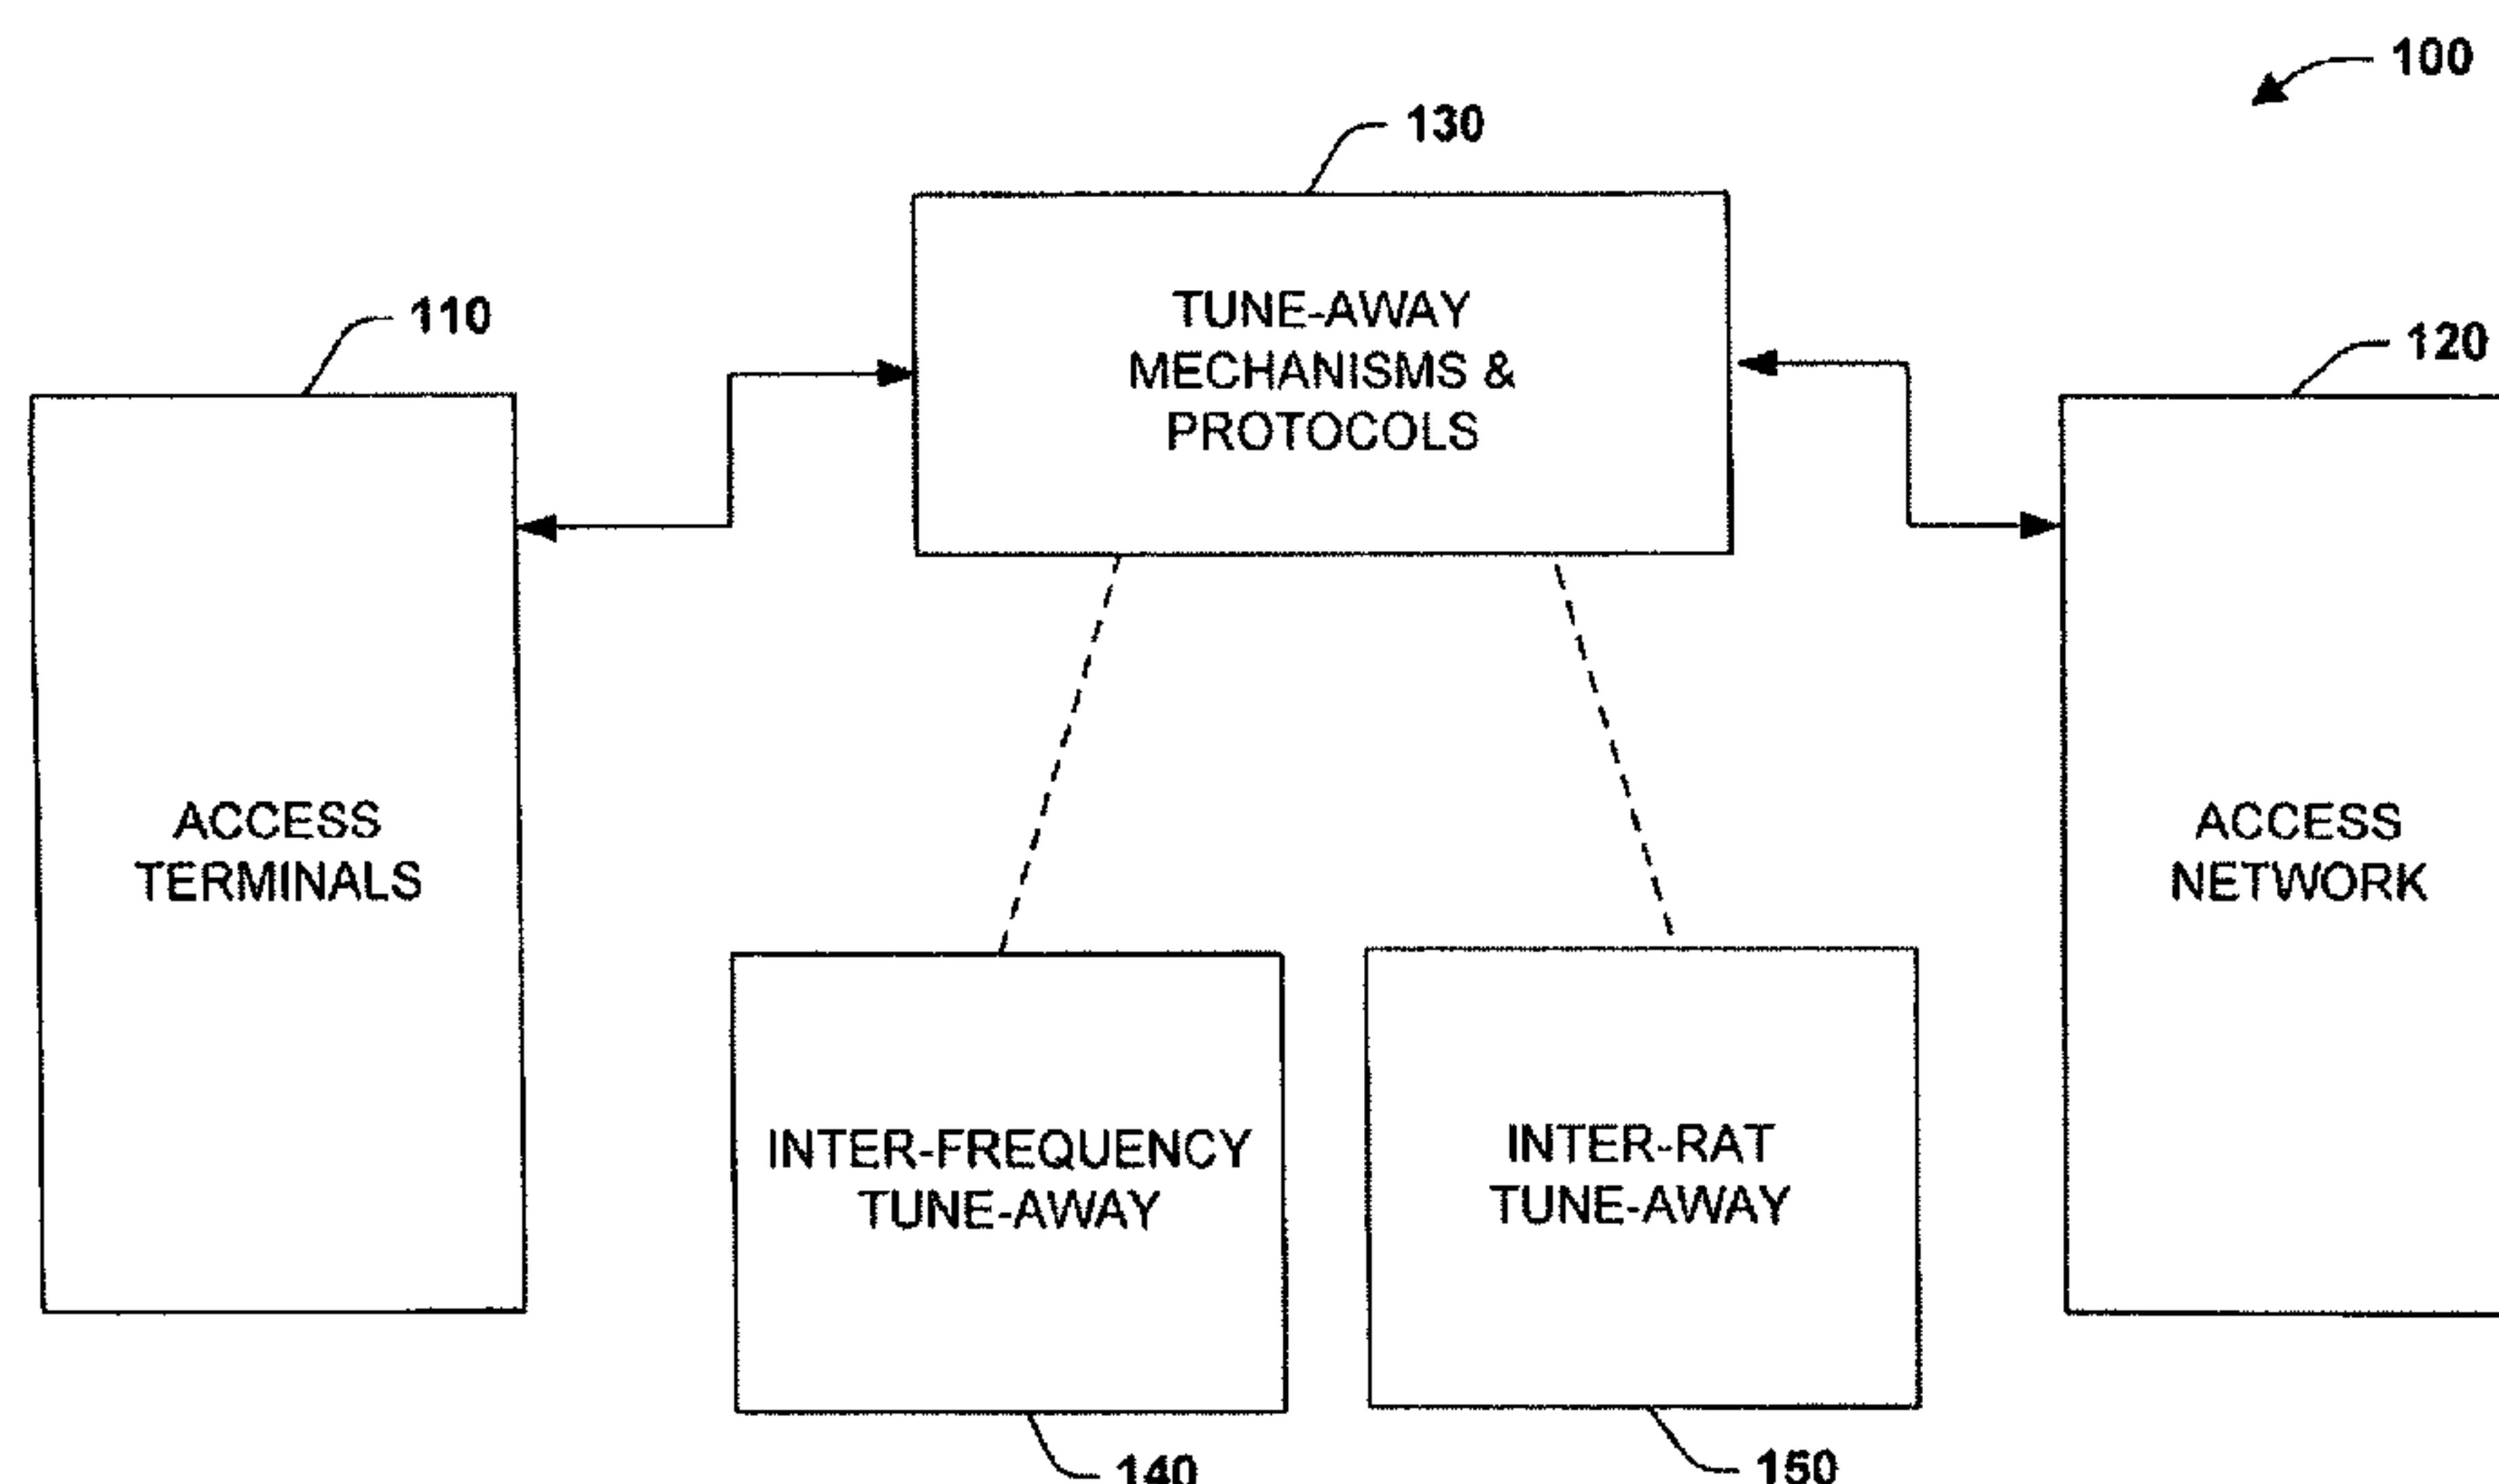 100
130
TUNE-AWAY
MECHANISMS &
PROTOCOLS
110
120
ACCESS
TERMINALS
ACCESS
NETWORK
INTER-FREQUENCY
TUNE-AWAY
INTER-RAT
TUNE-AWAY
140
150